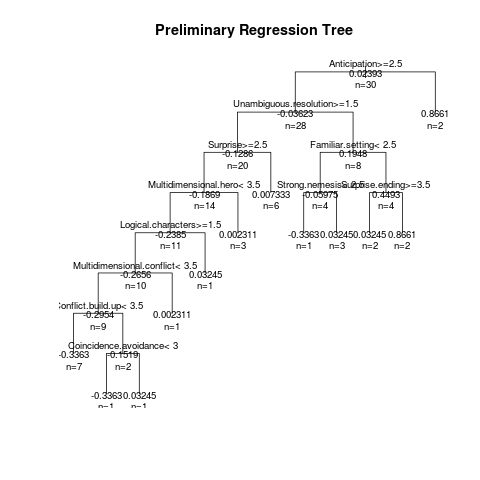 Preliminary Regression Tree
Anticipation>=2.5
0.02393
n=30
Unambiguous.resolution>=1.5
-0.03623
n=28
0.8661
n=2
Surprise>=2.5
-0.1286
n=20
Familiar.setting< 2.5
0.1948
n=8
Multidimensional.hero< 3.5
-0.1869
n=14
0.007333
n=6
Strong.nemesis
-0.05975
n=4
Surprise.ending>=3.5
0.4493
n=4
Logical.characters>=1.5
-0.2385
n=11
0.002311
n=3
-0.3363
n=1
0.03245
n=3
0.03245
n=2
0.8661
n=2
Multidimensional.conflict< 3.5
-0.2656
n=10
0.03245
n=1
Conflict.build.up< 3.5
-0.2954
n=9
0.002311
n=1
-0.3363
n=7
Coincidence.avoidance< 3
-0.1519
n=2
-0.3363
n=1
0.03245
n=1